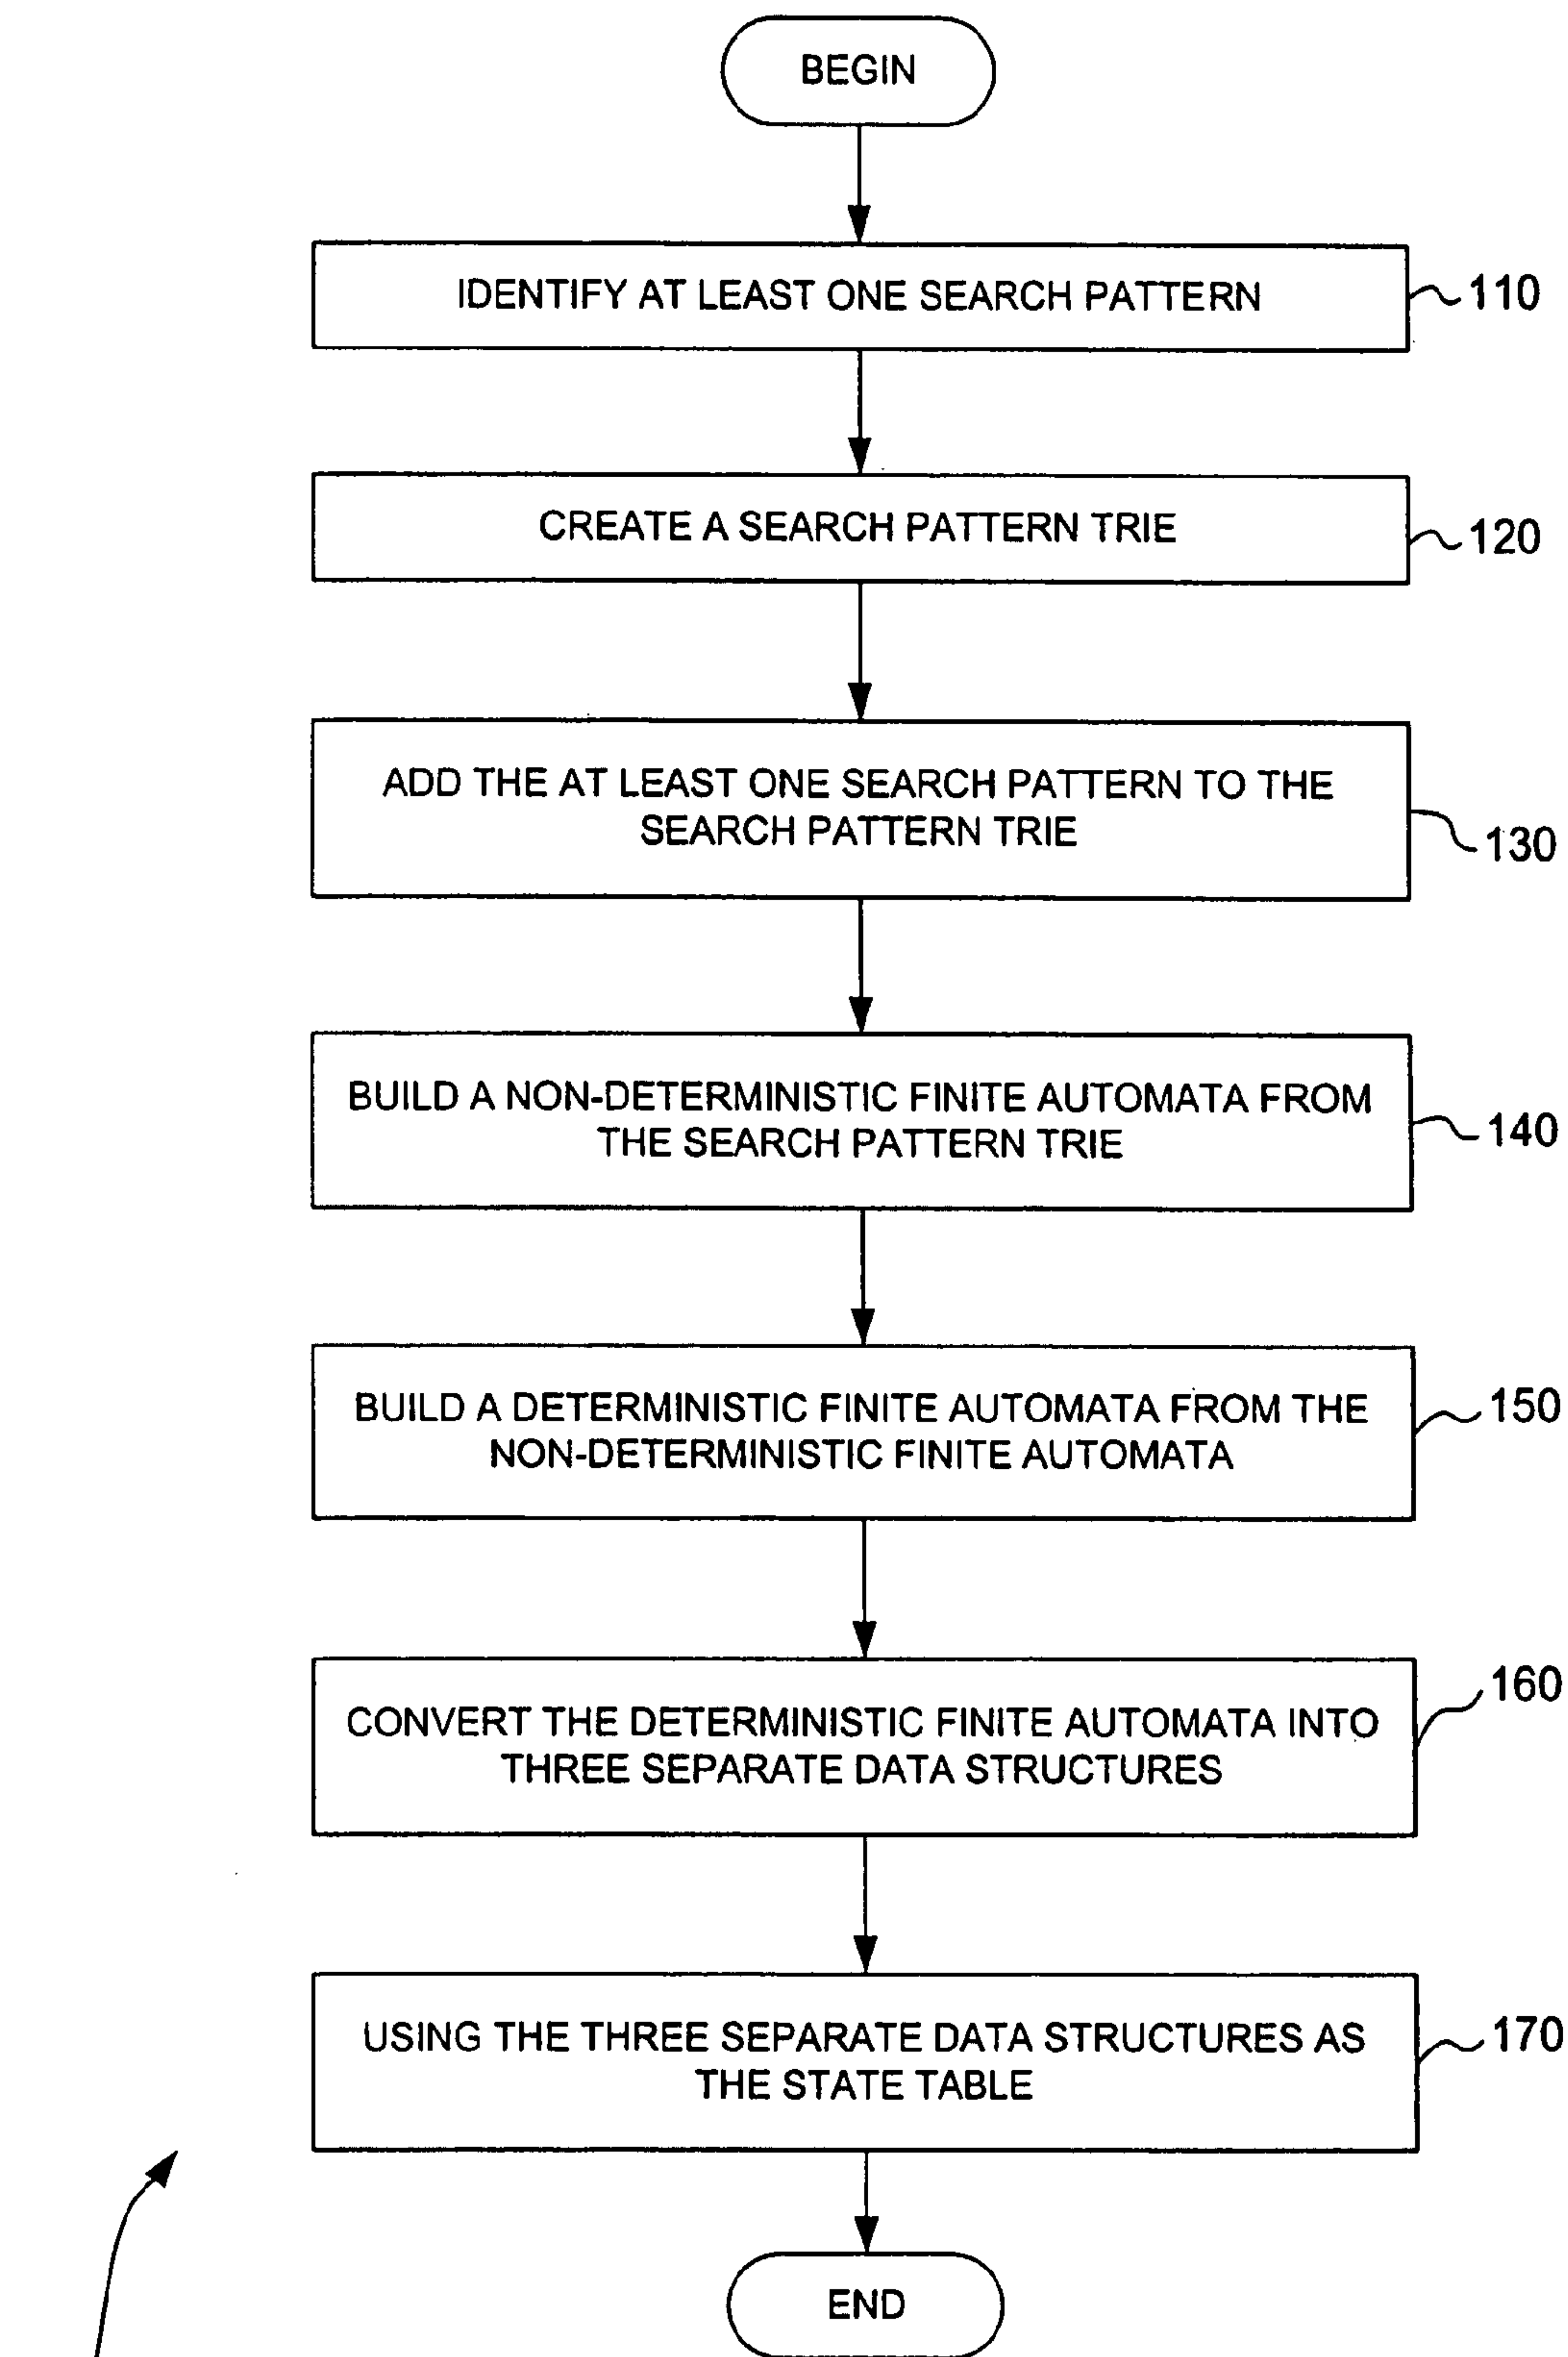 BEGIN
IDENTIFY AT LEAST ONE SEARCH PATTERN
110
CREATE A SEARCH PATTERN TRIE
120
ADD THE AT LEAST ONE SEARCH PATTERN TO THE
SEARCH PATTERN TRIE
130
BUILD A NON-DETERMINISTIC FINITE AUTOMATA FROM
THE SEARCH PATTERN TRIE
140
BUILD A DETERMINISTIC FINITE AUTOMATA FROM THE
NON-DETERMINISTIC FINITE AUTOMATA
150
CONVERT THE DETERMINISTIC FINITE AUTOMATA INTO
THREE SEPARATE DATA STRUCTURES
160
USING THE THREE SEPARATE DATA STRUCTURES AS
THE STATE TABLE
170
END